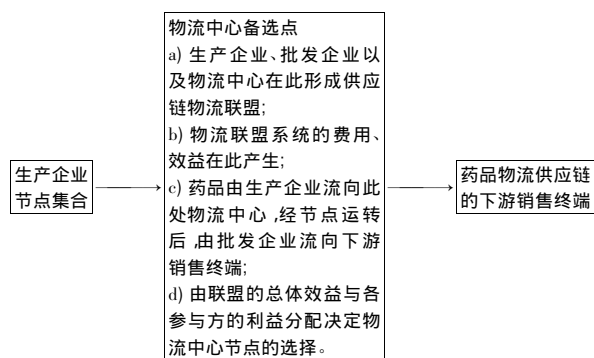 生产企业
节点集合
物流中心备选点
a) 生产企业、批发企业以
及物流中心在此形成供应
链物流联盟;
b) 物流联盟系统的费用、
效益在此产生;
c) 药品由生产企业流向此
处物流中心,经节点运转
后,由批发企业流向下游
销售终端;
d) 由联盟的总体效益与各
参与方的利益分配决定物
流中心节点的选择。
药品物流供应链
的下游销售终端